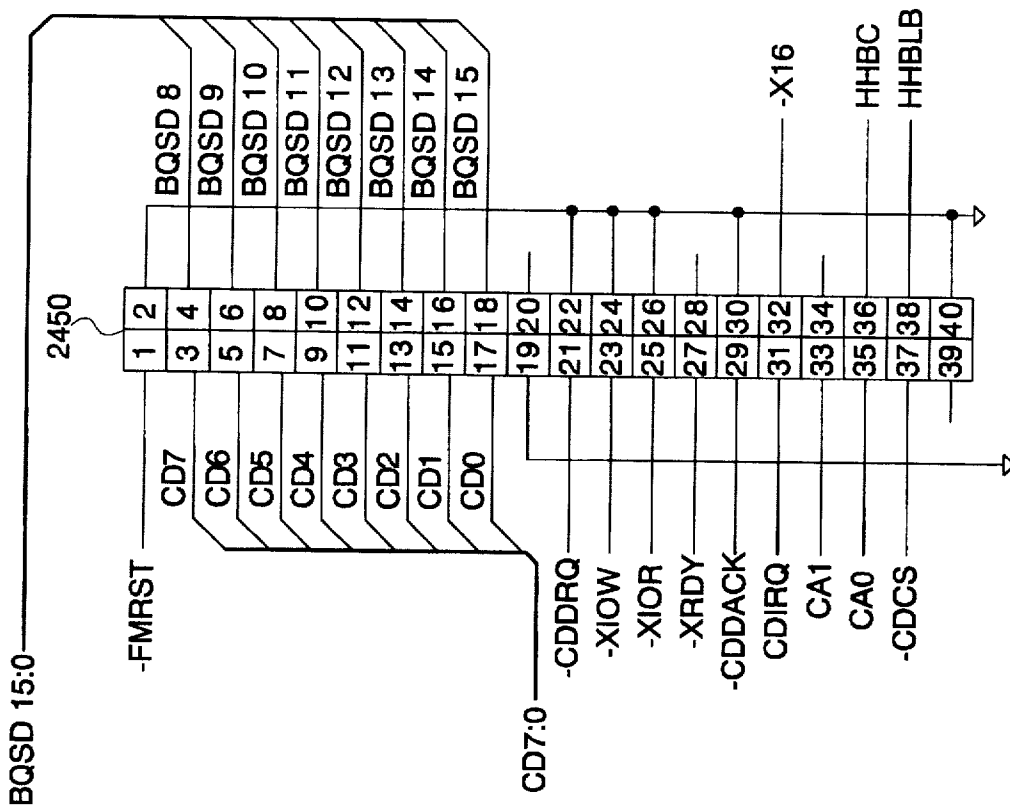 BQSD 15:0
2450
-FMRST 1 2
CD7 3 4 BQSD 8
CD6 5 6 BQSD 9
CD5 7 8 BQSD 10
CD4 9 10 BQSD 11
CD3 11 12 BQSD 12
CD2 13 14 BQSD 13
CD1 15 16 BQSD 14
CD0 17 18 BQSD 15
19 20
CD7:0
-CDDRQ 21 22
-XIOW 23 24
-XIOR 25 26
-XRDY 27 28
-CDDACK 29 30
CDIRQ 31 32 -X16
CA1 33 34
CA0 35 36 HHBC
-CDCS 37 38 HHBLB
39 40